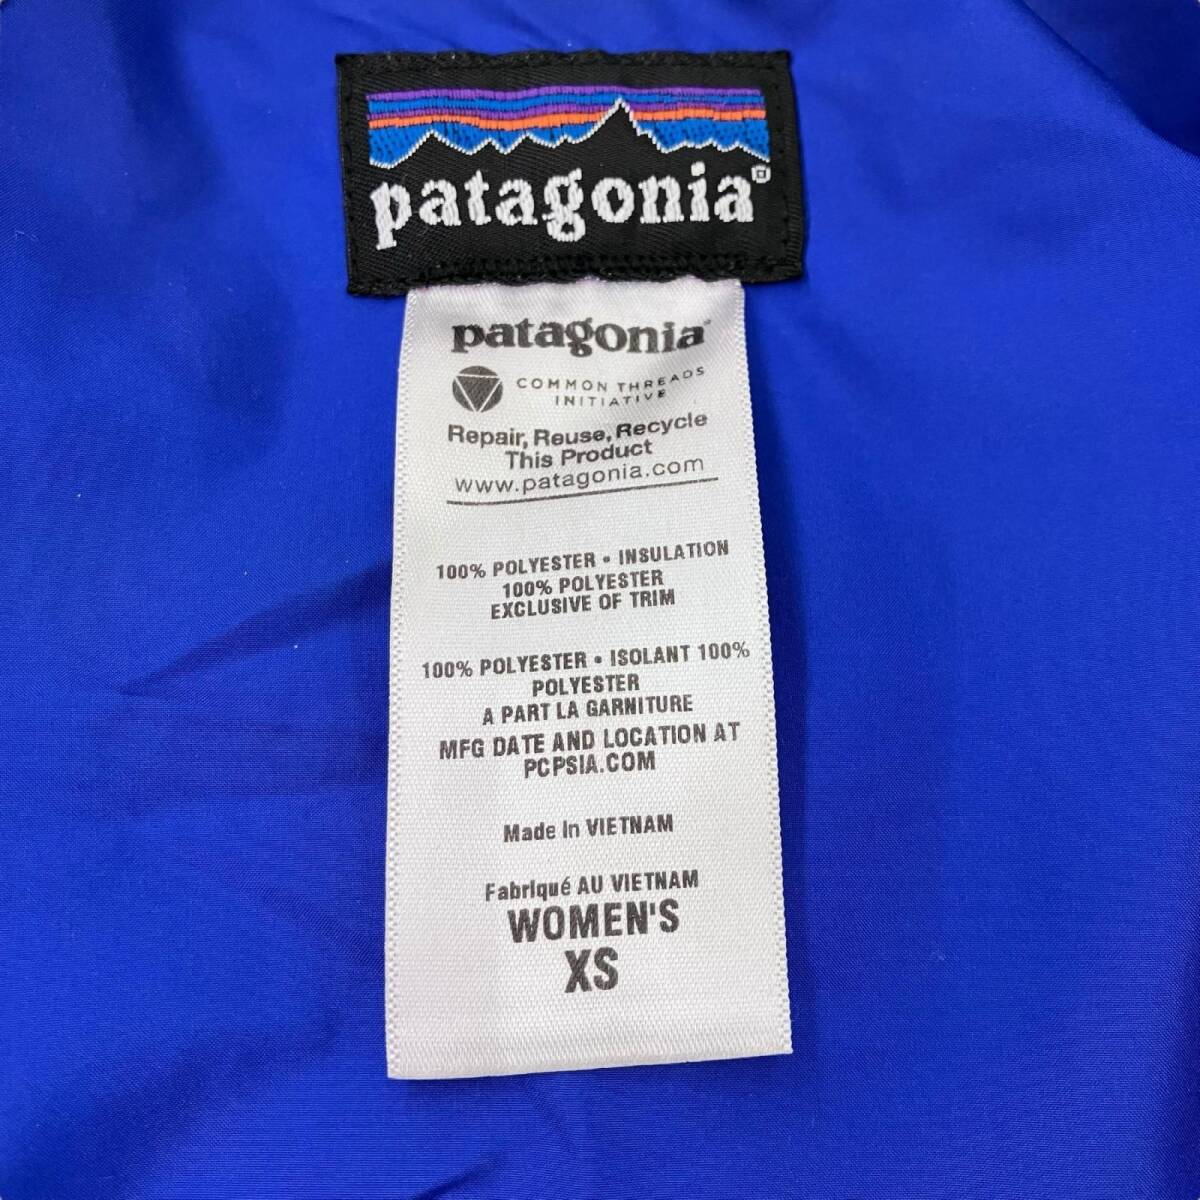 patagonia®
patagonia
COMMON THREADS
INITIATIVE
Repair, Reuse, Recycle
This Product
www.patagonia.com
100% POLYESTER • INSULATION
100% POLYESTER
EXCLUSIVE OF TRIM
100% POLYESTER • ISOLANT 100%
POLYESTER
A PART LA GARNITURE
MFG DATE AND LOCATION AT
PCPSIA.COM
Made In VIETNAM
Fabriqué AU VIETNAM
WOMEN'S
XS